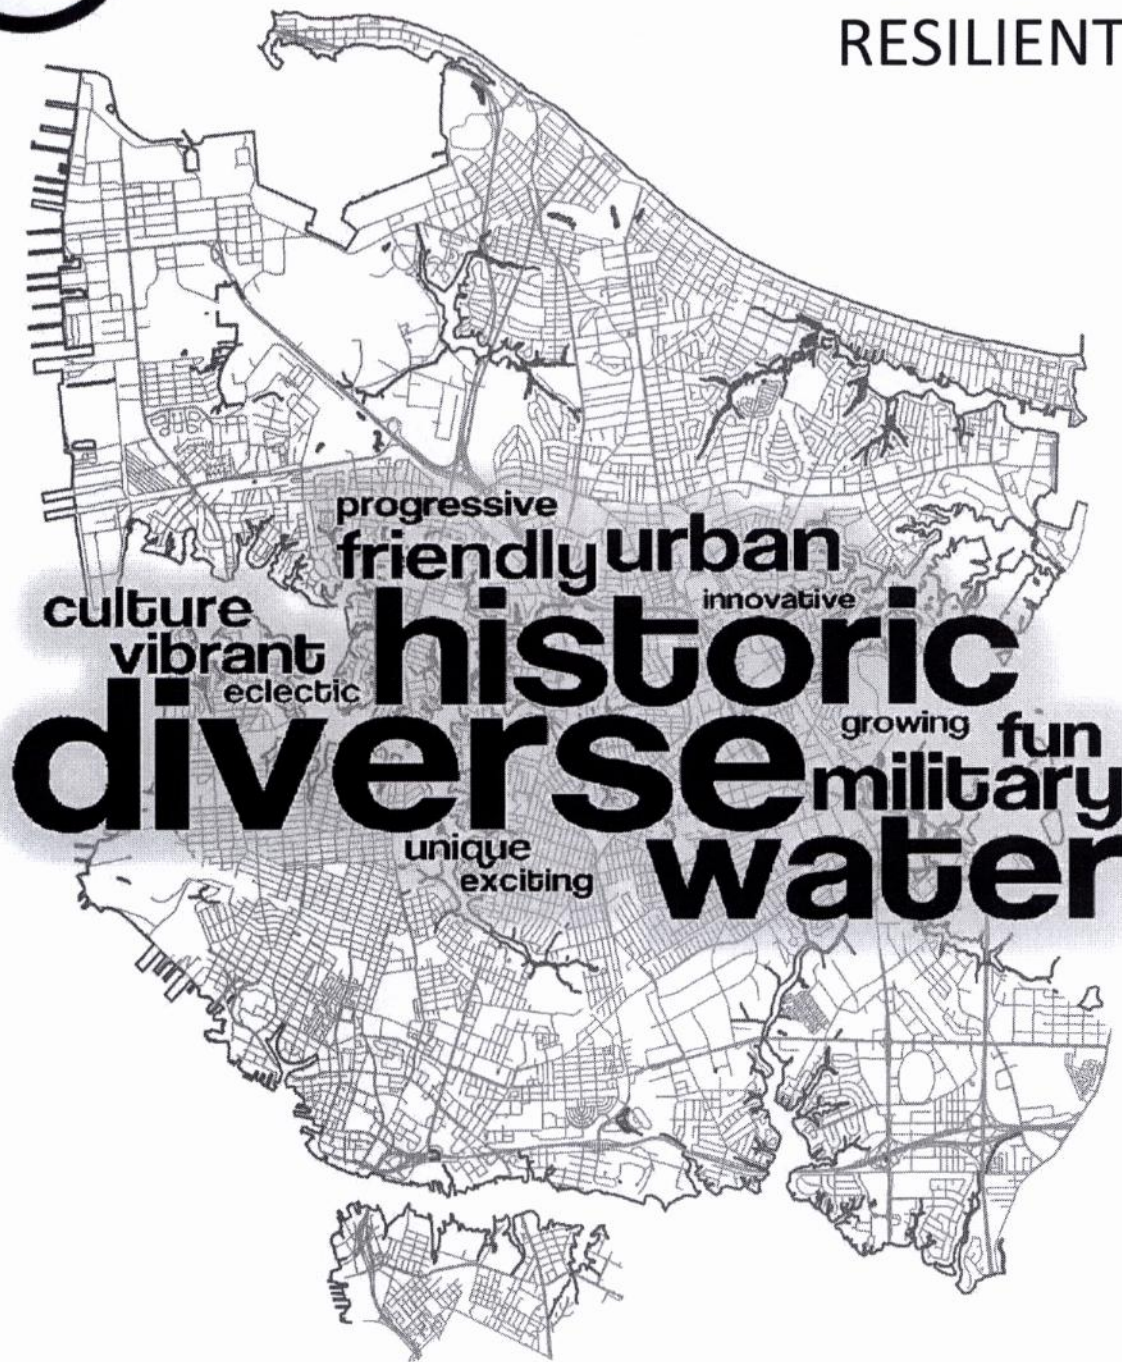 RESILIENT
progressive
friendly urban
culture
innovative
historic
vibrant
eclectic
diverse
growing
fun
military
unique
water
exciting